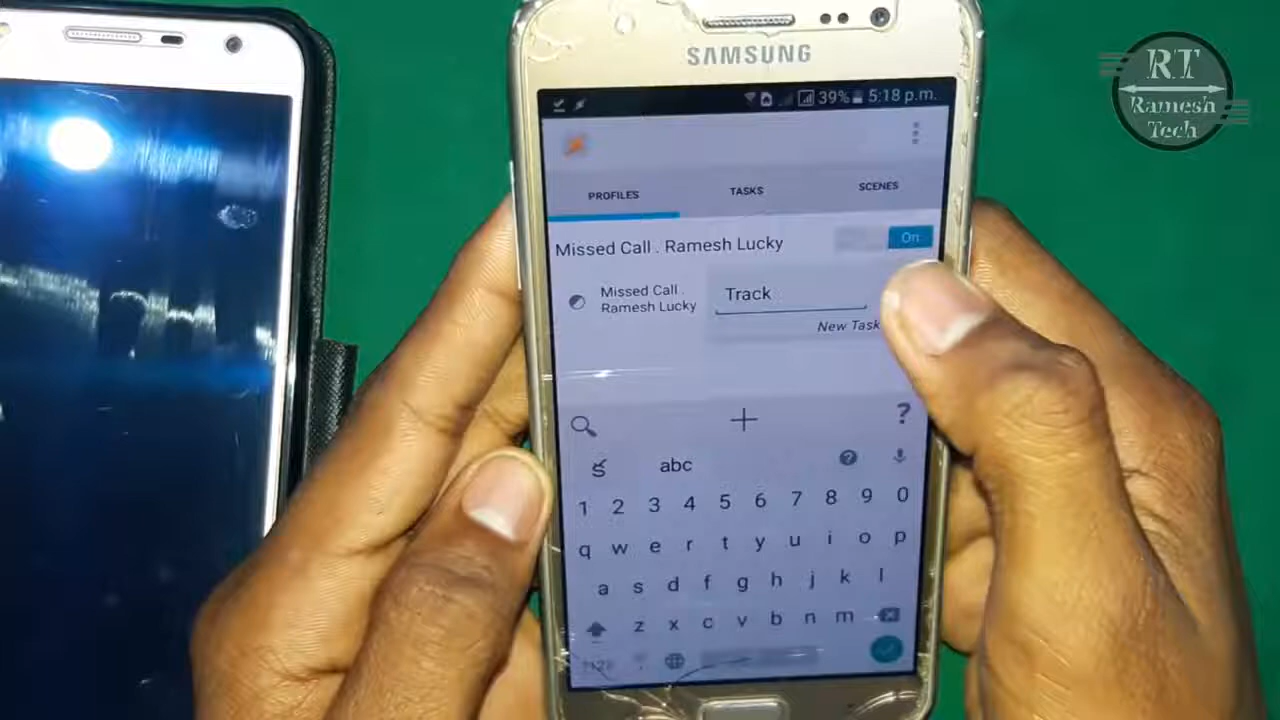 RT
Ramesh
Tech
SAMSUNG
39% 5:18 p.m.
PROFILES TASKS SCENES
Missed Call . Ramesh Lucky On
Missed Call .
Ramesh Lucky
Track
New Task
?
క abc ?
1 2 3 4 5 6 7 8 9 0
q w e r t y u i o p
a s d f g h j k l
z x c v b n m
?123